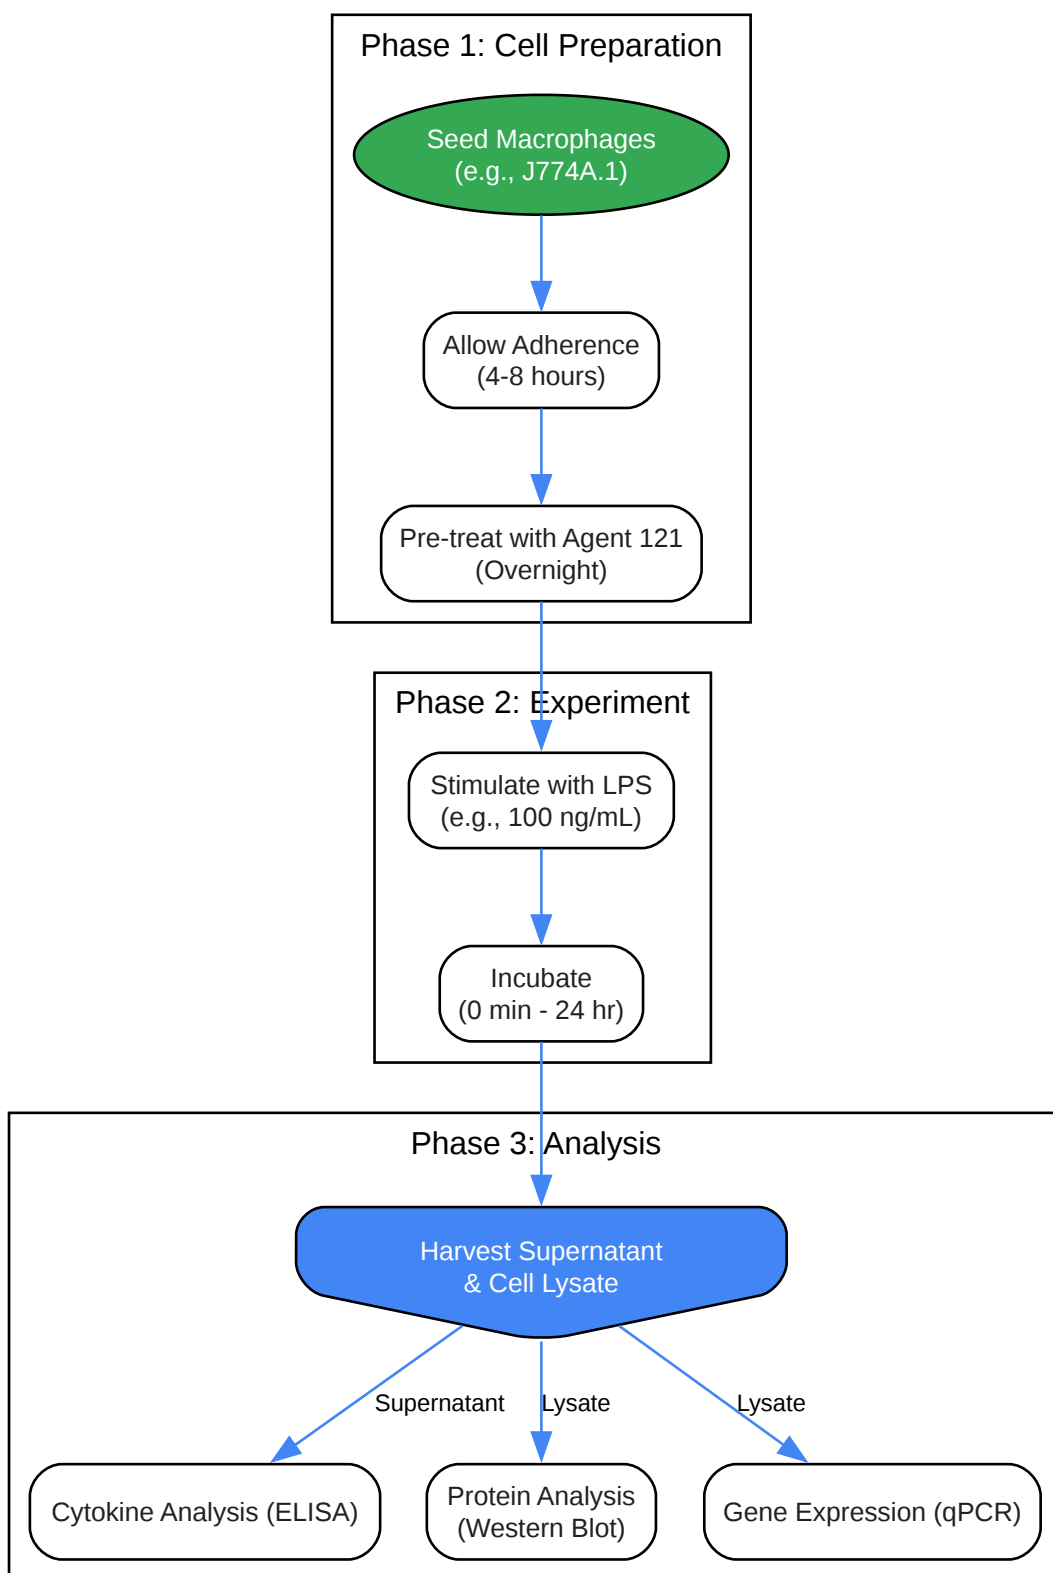 Phase 1: Cell Preparation
Seed Macrophages
(e.g., J774A.1)
Allow Adherence
(4-8 hours)
Pre-treat with Agent 121
(Overnight)
Phase 2: Experiment
Stimulate with LPS
(e.g., 100 ng/mL)
Incubate
(0 min - 24 hr)
Phase 3: Analysis
Harvest Supernatant
& Cell Lysate
Supernatant
Lysate
Lysate
Cytokine Analysis (ELISA)
Protein Analysis
(Western Blot)
Gene Expression (qPCR)